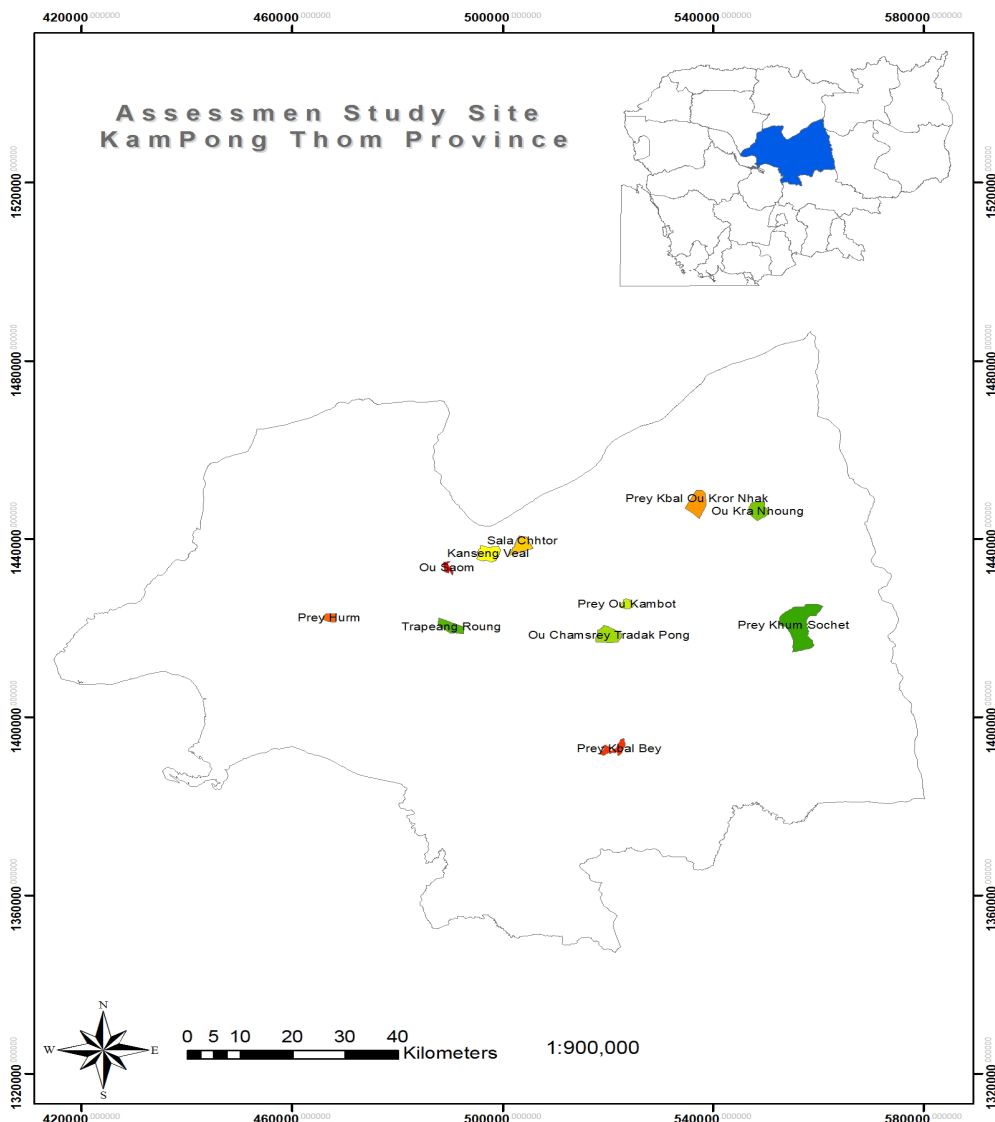 420000.000000 460000.000000 500000.000000 540000.000000 580000.000000
Assessmen Study Site
KamPong Thom Province
1520000.000000 1520000.000000
1480000.000000 1480000.000000
Prey Kbal Ou Kror Nhak
Ou Kra Nhoung
1440000.000000 1440000.000000
Sala Chhtor
Kanseng Veal
Ou Saom
Prey Ou Kambot
Prey Hurm
Trapeang Roung
Prey Khum Sochet
Ou Chamsrey Tradak Pong
1400000.000000 1400000.000000
Prey Kbal Bey
1360000.000000 1360000.000000
N
W E
S
0 5 10 20 30 40
Kilometers
1:900,000
1320000.000000 1320000.000000
420000.000000 460000.000000 500000.000000 540000.000000 580000.000000